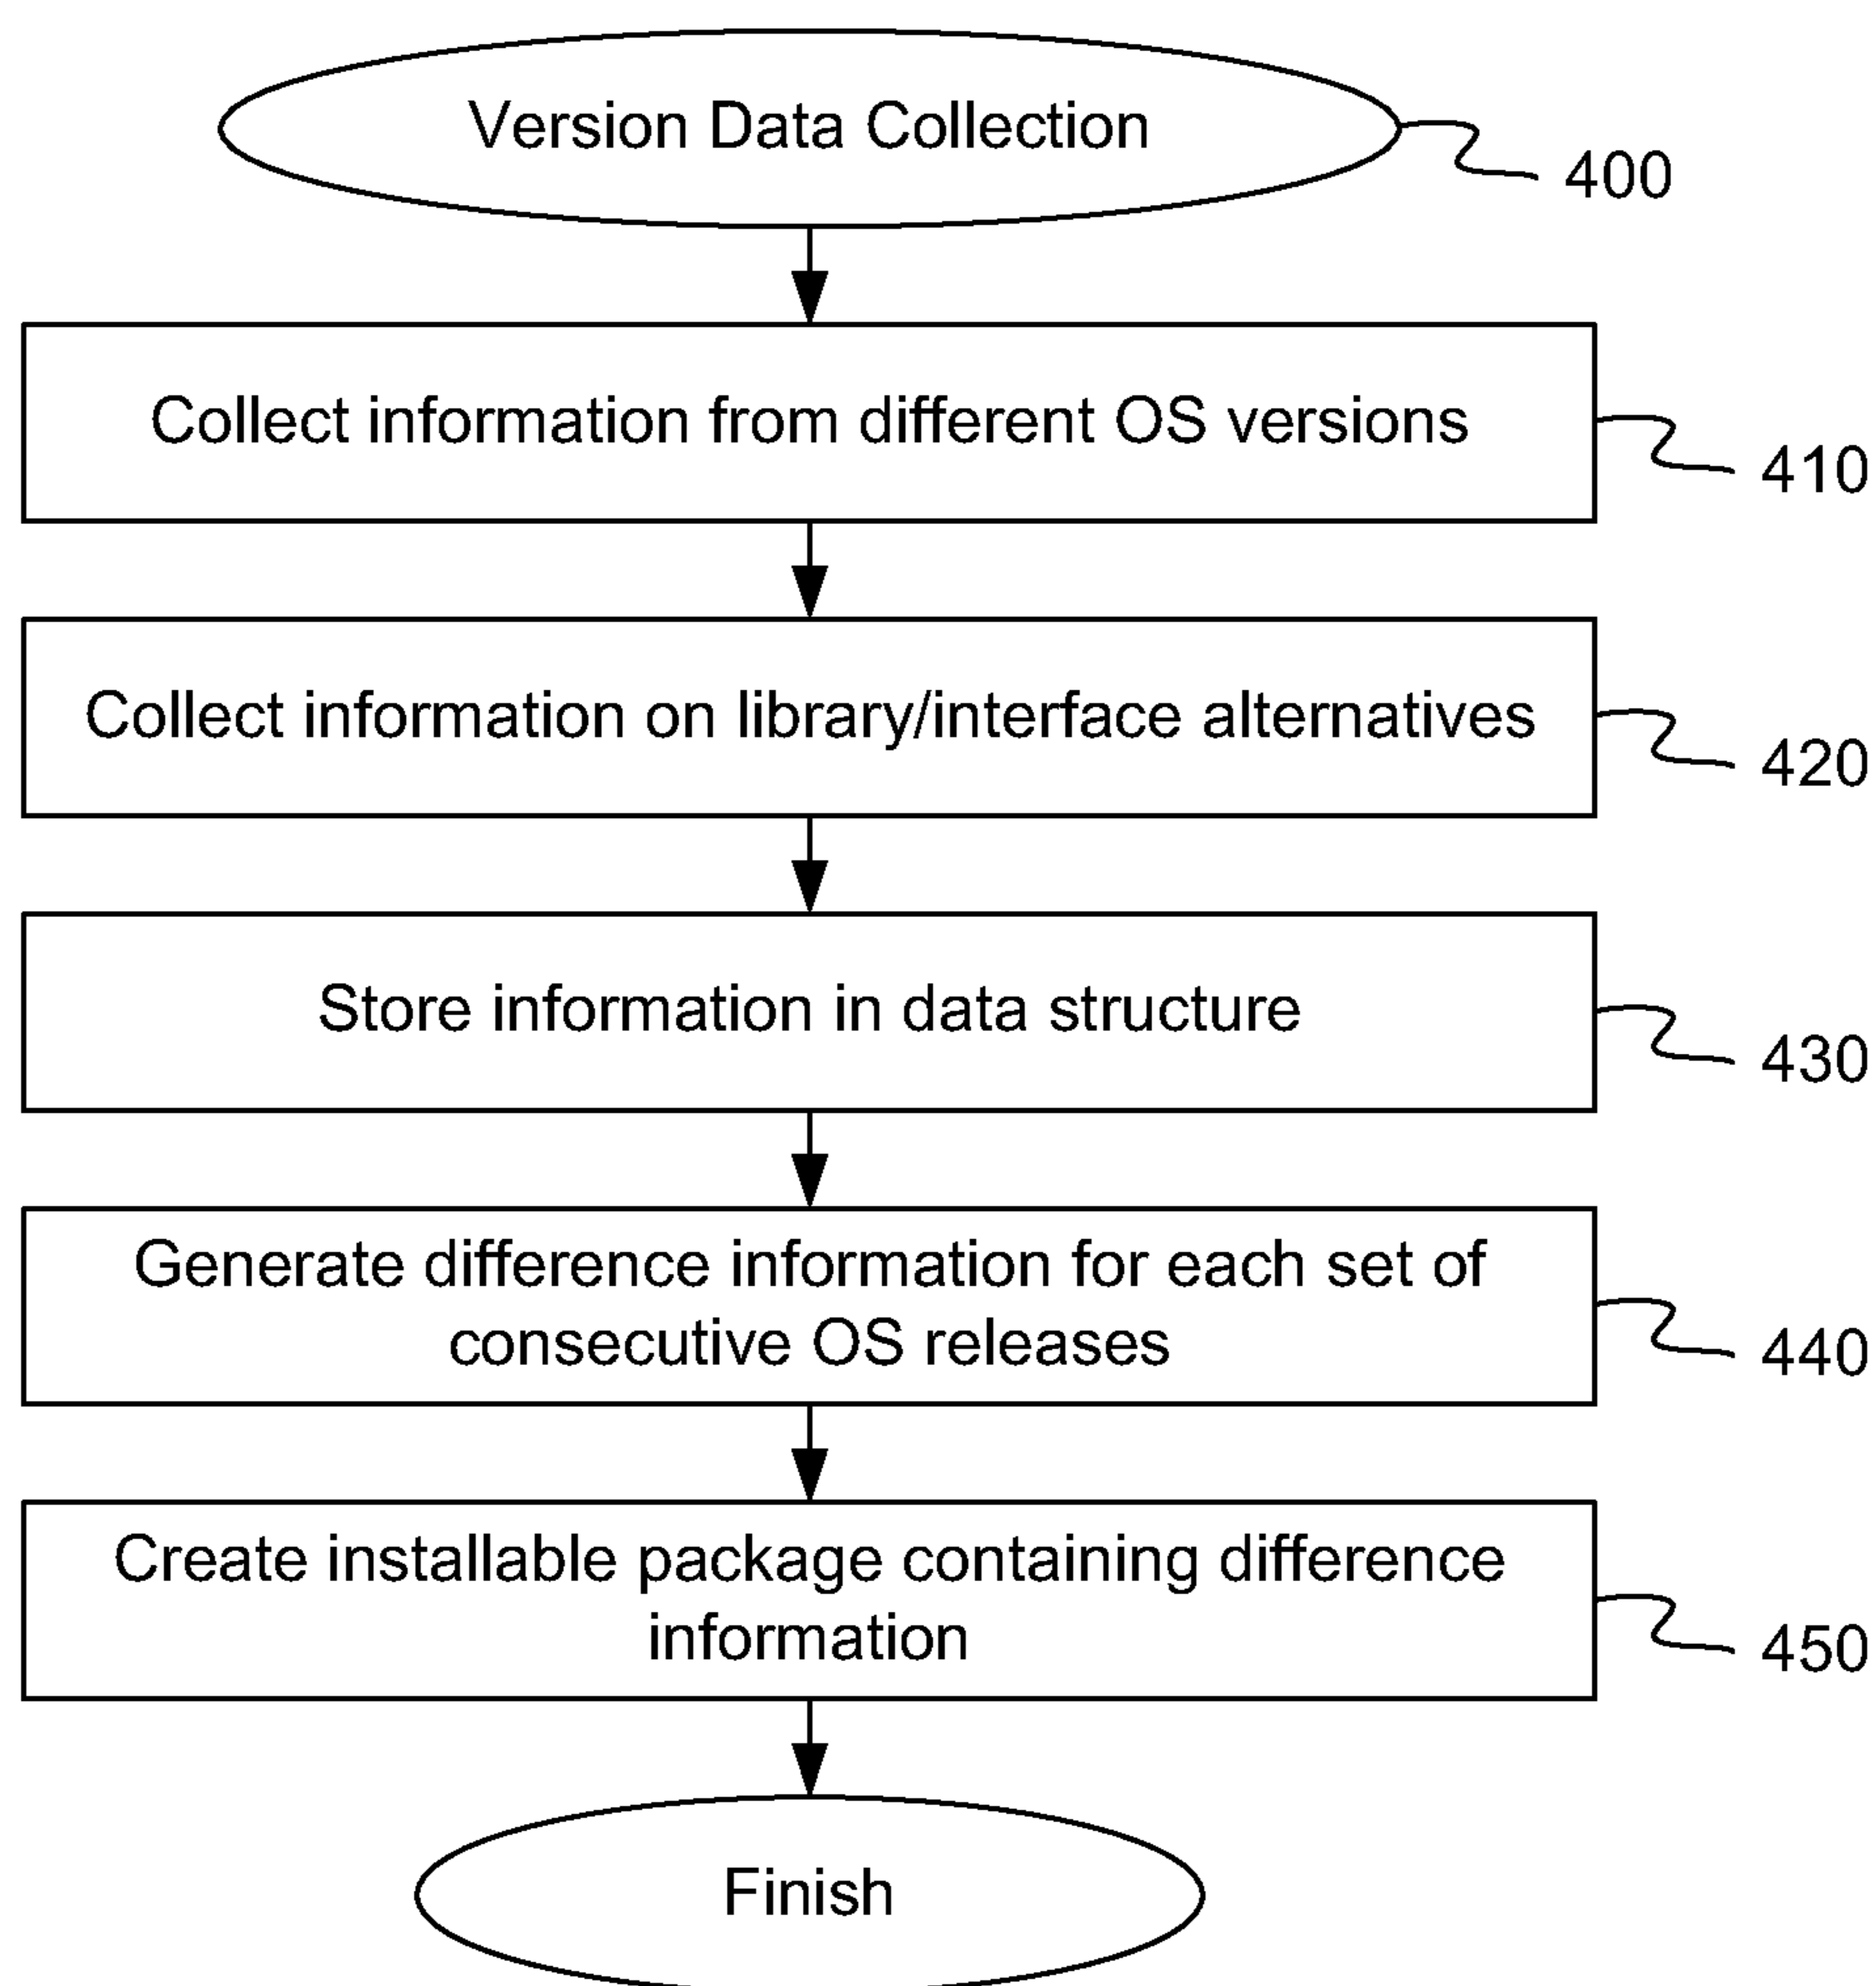 Version Data Collection
400
Collect information from different OS versions
410
Collect information on library/interface alternatives
420
Store information in data structure
430
Generate difference information for each set of
consecutive OS releases
440
Create installable package containing difference
information
450
Finish